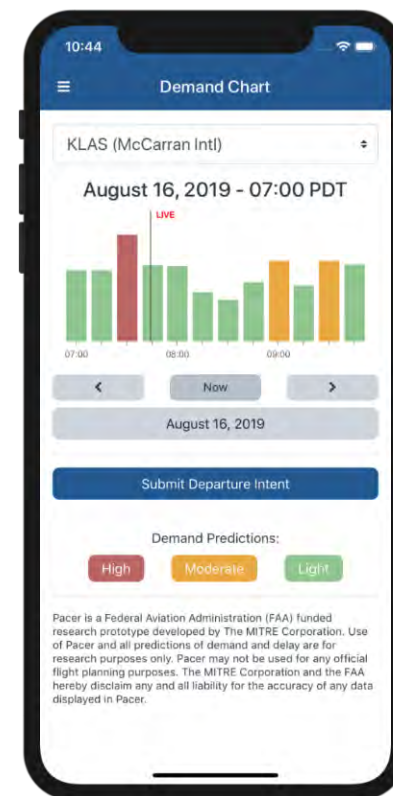 10:44
Demand Chart
KLAS (McCarran Intl)
August 16, 2019 - 07:00 PDT
LIVE
07:00 08:00 09:00
Now
August 16, 2019
Submit Departure Intent
Demand Predictions:
High Moderate Light
Pacer is a Federal Aviation Administration (FAA) funded
research prototype developed by The MITRE Corporation. Use
of Pacer and all predictions of demand and delay are for
research purposes only. Pacer may not be used for any official
flight planning purposes. The MITRE Corporation and the FAA
hereby disclaim any and all liability for the accuracy of any data
displayed in Pacer.